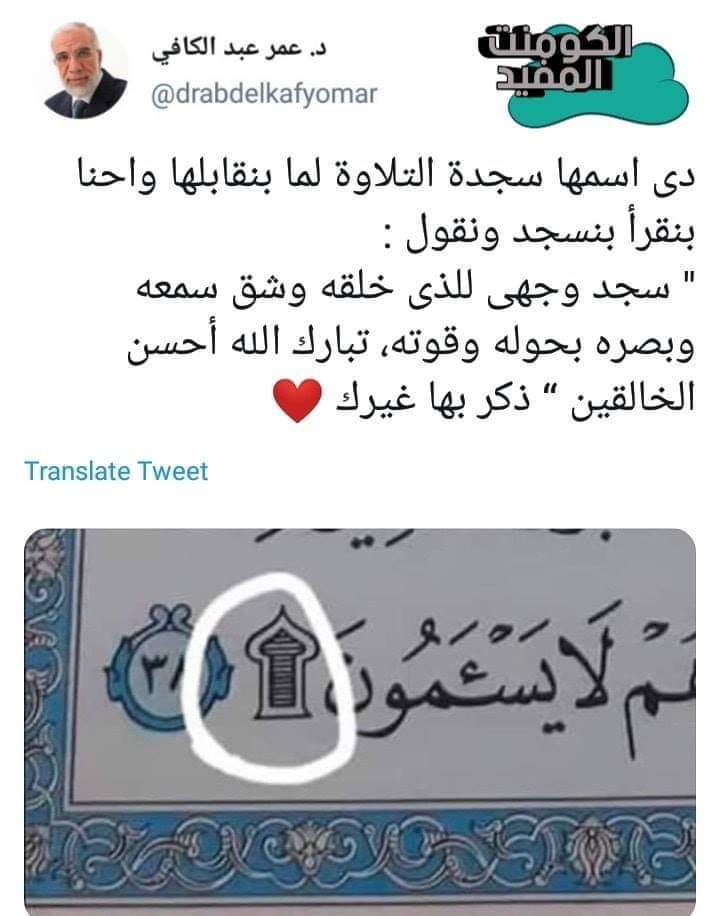 د. عمر عبد الكافي
@drabdelkafyomar
الكومنت
المفيد
دى اسمها سجدة التلاوة لما بنقابلها واحنا
بنقرأ بنسجد ونقول :
" سجد وجهى للذى خلقه وشق سمعه
وبصره بحوله وقوته، تبارك الله أحسن
الخالقين “ ذكر بها غيرك ❤️
Translate Tweet
لَا يَسْـَٔمُونَ ۩ ٣٨